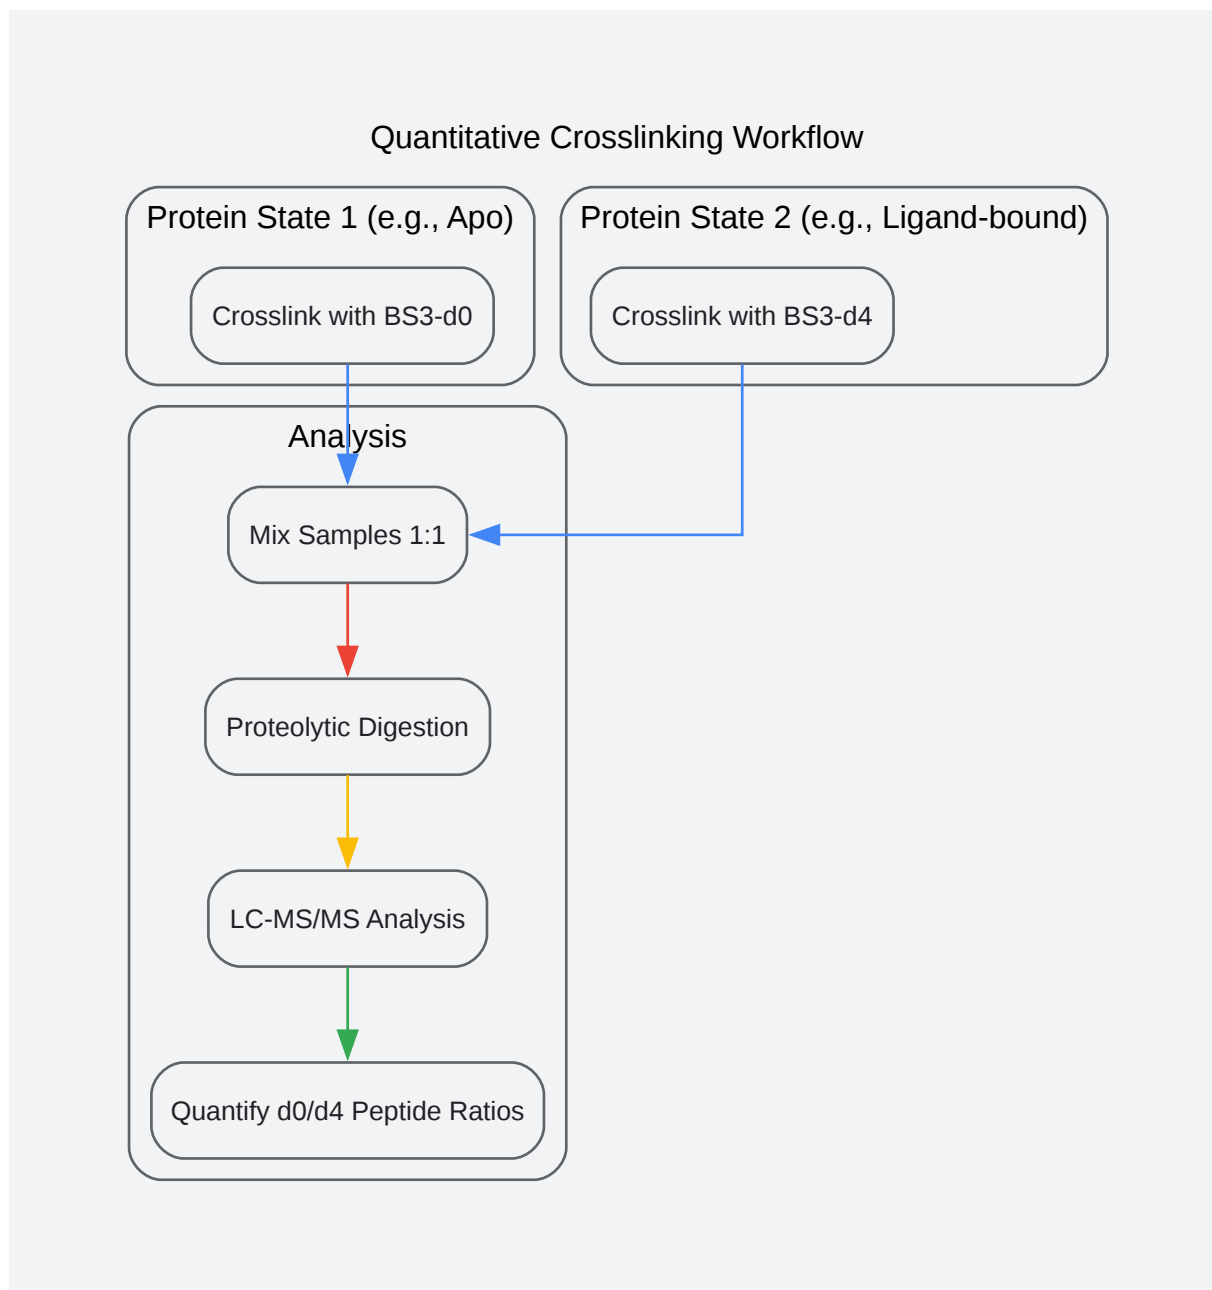 Quantitative Crosslinking Workflow
Protein State 1 (e.g., Apo)
Protein State 2 (e.g., Ligand-bound)
Crosslink with BS3-d0
Crosslink with BS3-d4
Analysis
Mix Samples 1:1
Proteolytic Digestion
LC-MS/MS Analysis
Quantify d0/d4 Peptide Ratios